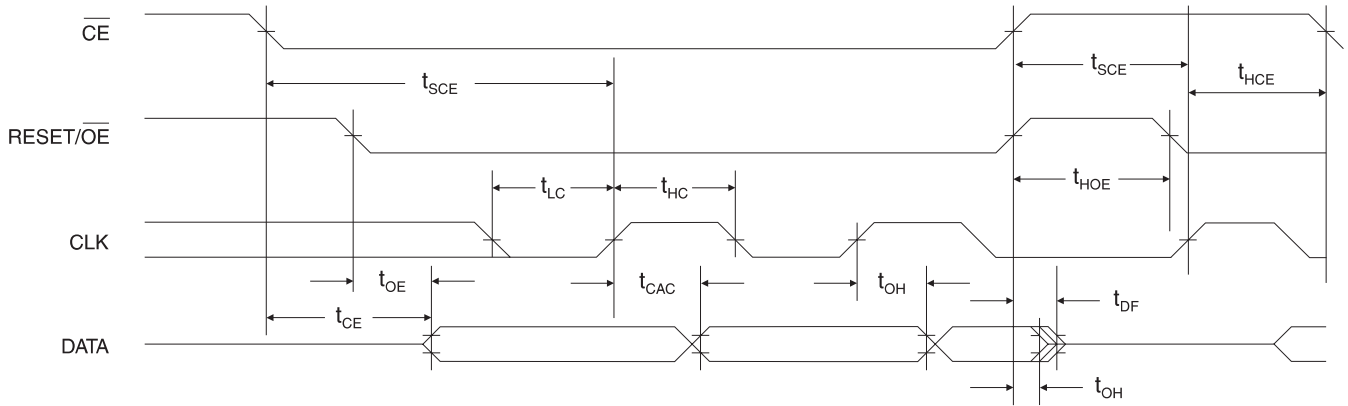 CE
tSCE
tSCE
tHCE
RESET/OE
tLC
tHC
tHOE
CLK
tOE
tCAC
tOH
tCE
tDF
DATA
tOH